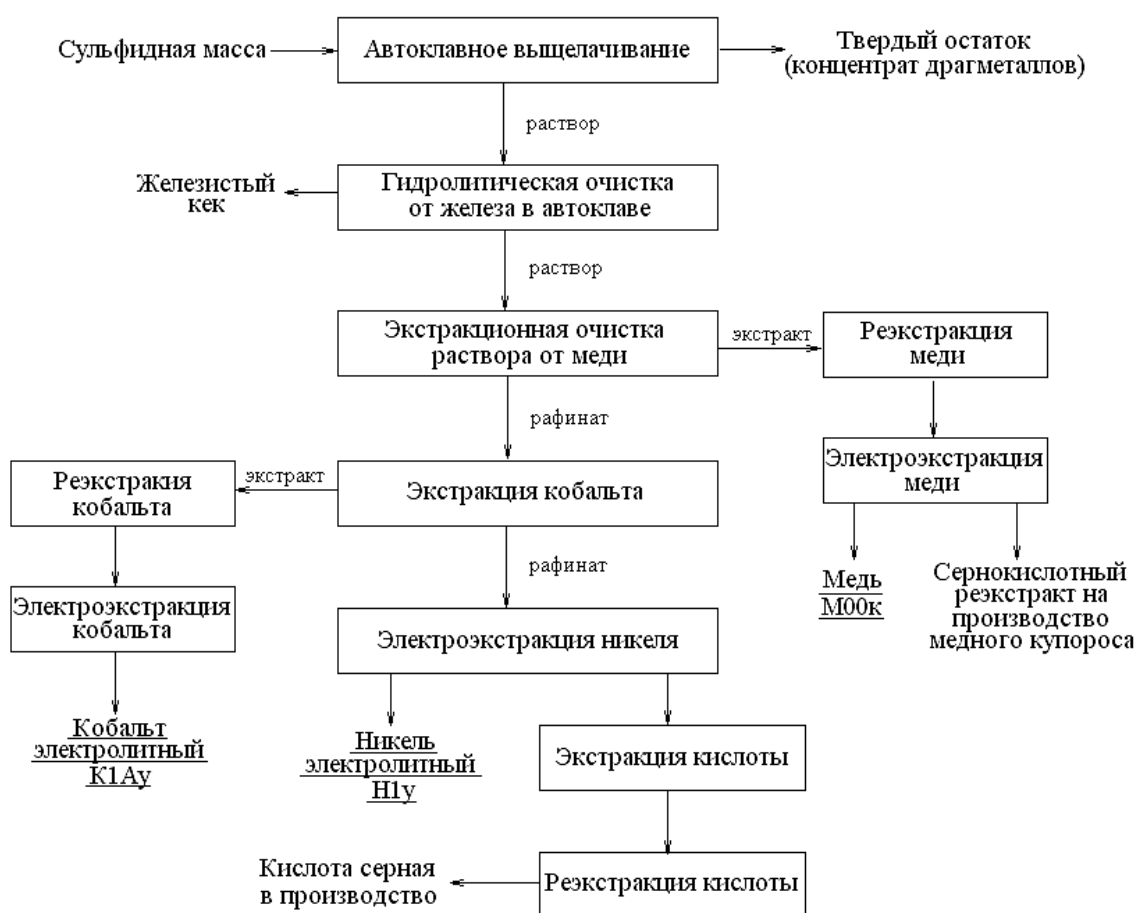 Сульфидная масса
Автоклавное выщелачивание
Твердый остаток
(концентрат драгметаллов)
раствор
Железистый
кек
Гидролитическая очистка
от железа в автоклаве
раствор
Экстракционная очистка
раствора от меди
экстракт
Реэкстракция
меди
рафинат
Электроэкстракция
меди
Реэкстракия
кобальта
экстракт
Экстракция кобальта
Медь
М00к
Сернокислотный
реэкстракт на
производство
медного купороса
рафинат
Электроэкстракция
кобальта
Электроэкстракция никеля
Кобальт
электролитный
К1Ау
Никель
электролитный
Н1у
Экстракция кислоты
Кислота серная
в производство
Реэкстракция кислоты